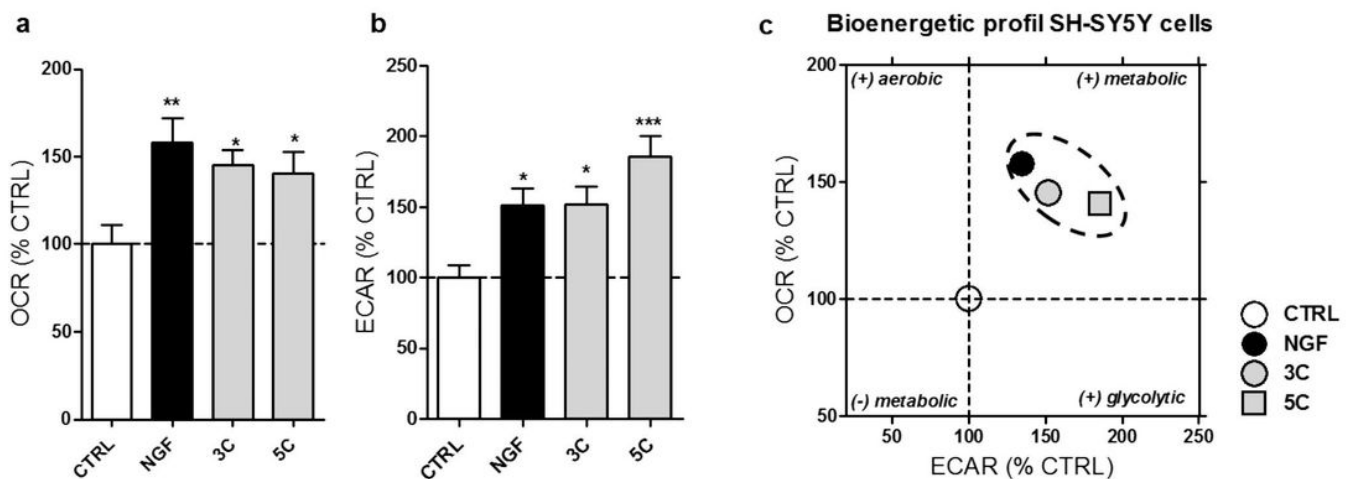 a
OCR (% CTRL)
200
150
100
50
0
**
*
*
CTRL
NGF
3C
5C
b
ECAR (% CTRL)
250
200
150
100
50
0
*
*
***
CTRL
NGF
3C
5C
c
Bioenergetic profil SH-SY5Y cells
OCR (% CTRL)
200
150
100
50
(+) aerobic
(+) metabolic
(-) metabolic
(+) glycolytic
50
100
150
200
250
ECAR (% CTRL)
CTRL
NGF
3C
5C